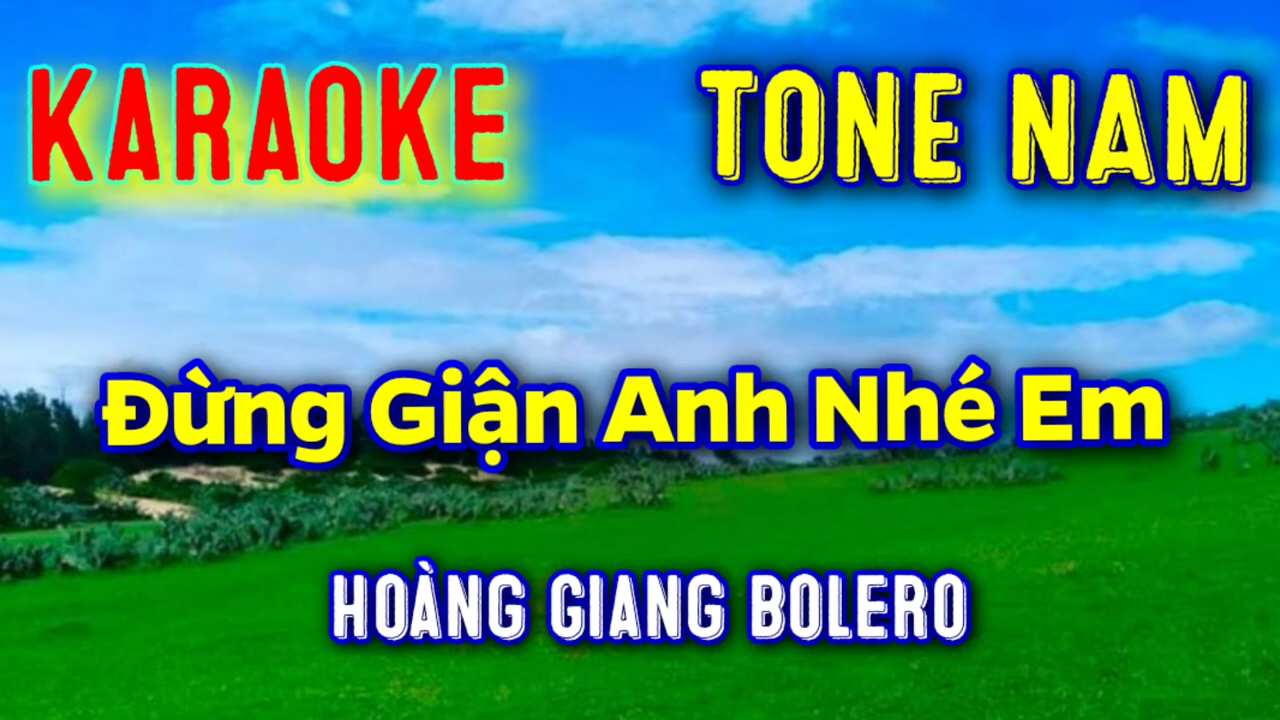 KARAOKE TONE NAM
Đừng Giận Anh Nhé Em
HOÀNG GIANG BOLERO